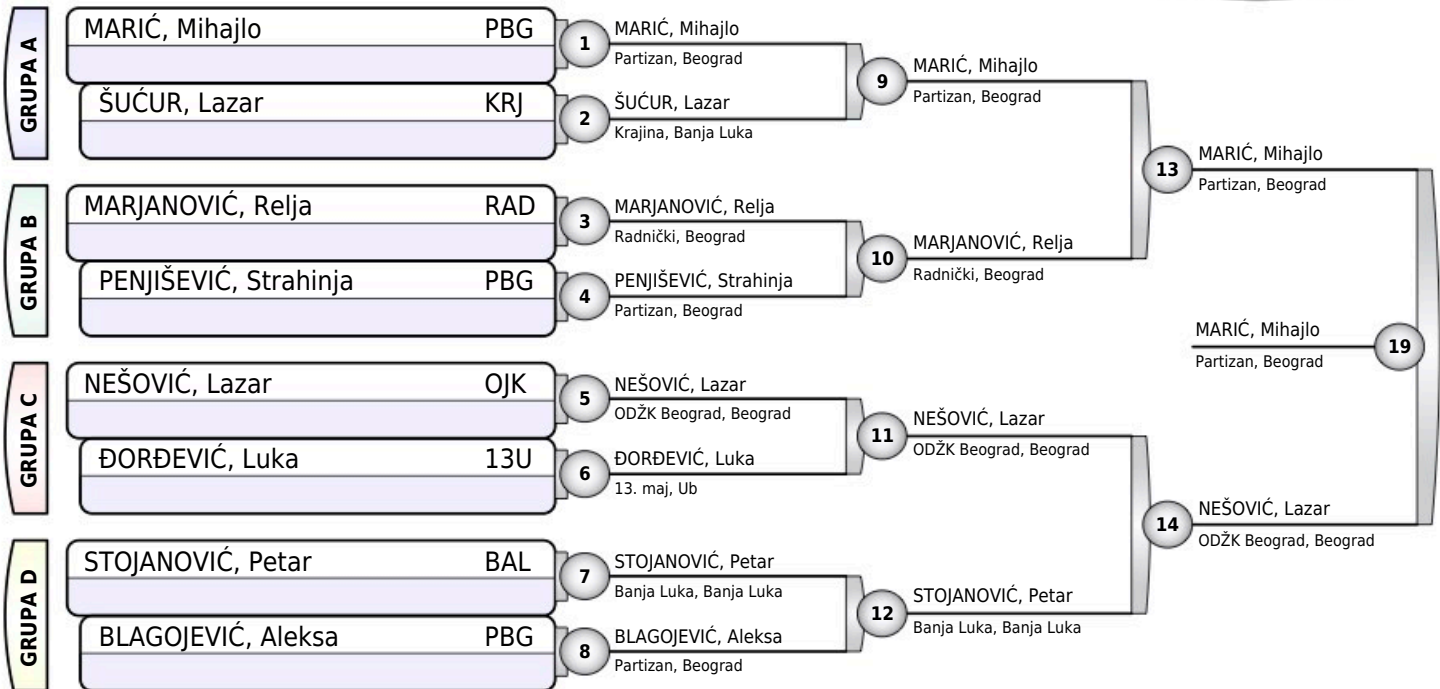 GRUPA A
MARIĆ, Mihajlo PBG
ŠUĆUR, Lazar KRJ
GRUPA B
MARJANOVIĆ, Relja RAD
PENJIŠEVIĆ, Strahinja PBG
GRUPA C
NEŠOVIĆ, Lazar OJK
ĐORĐEVIĆ, Luka 13U
GRUPA D
STOJANOVIĆ, Petar BAL
BLAGOJEVIĆ, Aleksa PBG
1 MARIĆ, Mihajlo
Partizan, Beograd
2 ŠUĆUR, Lazar
Krajina, Banja Luka
3 MARJANOVIĆ, Relja
Radnički, Beograd
4 PENJIŠEVIĆ, Strahinja
Partizan, Beograd
5 NEŠOVIĆ, Lazar
ODŽK Beograd, Beograd
6 ĐORĐEVIĆ, Luka
13. maj, Ub
7 STOJANOVIĆ, Petar
Banja Luka, Banja Luka
8 BLAGOJEVIĆ, Aleksa
Partizan, Beograd
9 MARIĆ, Mihajlo
Partizan, Beograd
10 MARJANOVIĆ, Relja
Radnički, Beograd
11 NEŠOVIĆ, Lazar
ODŽK Beograd, Beograd
12 STOJANOVIĆ, Petar
Banja Luka, Banja Luka
13 MARIĆ, Mihajlo
Partizan, Beograd
14 NEŠOVIĆ, Lazar
ODŽK Beograd, Beograd
MARIĆ, Mihajlo 19
Partizan, Beograd